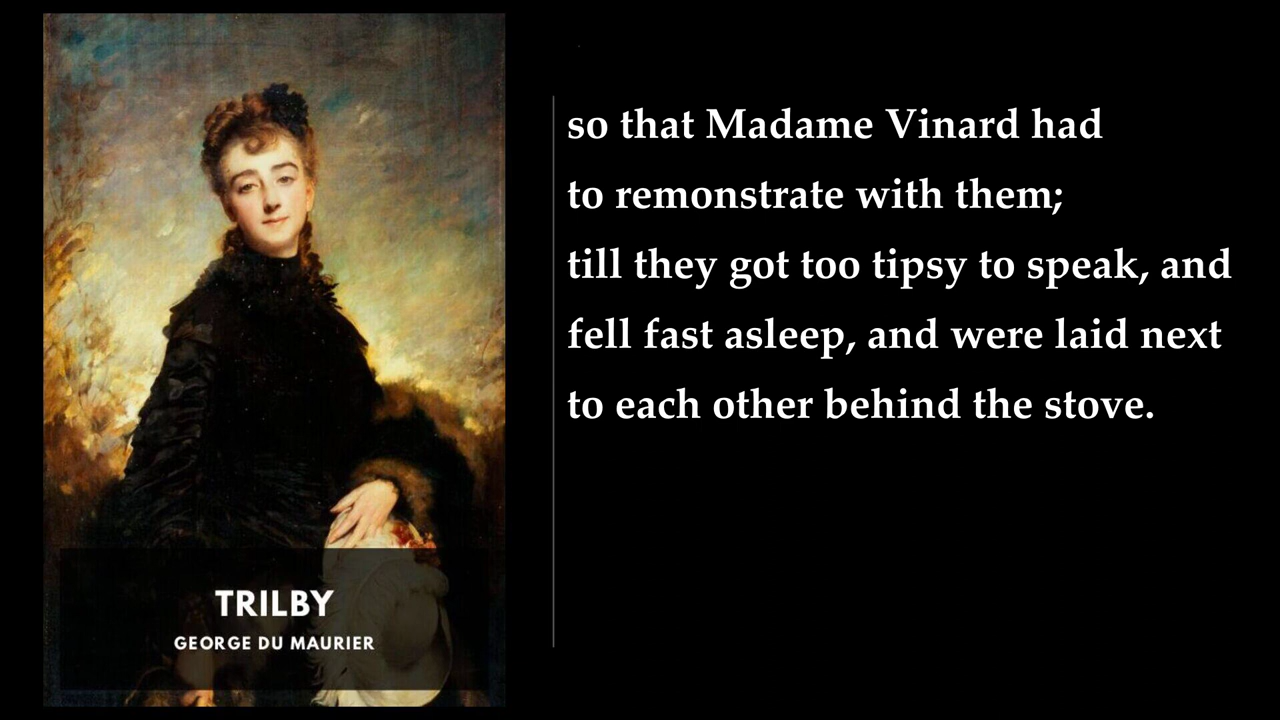 TRILBY
GEORGE DU MAURIER
so that Madame Vinard had
to remonstrate with them;
till they got too tipsy to speak, and
fell fast asleep, and were laid next
to each other behind the stove.